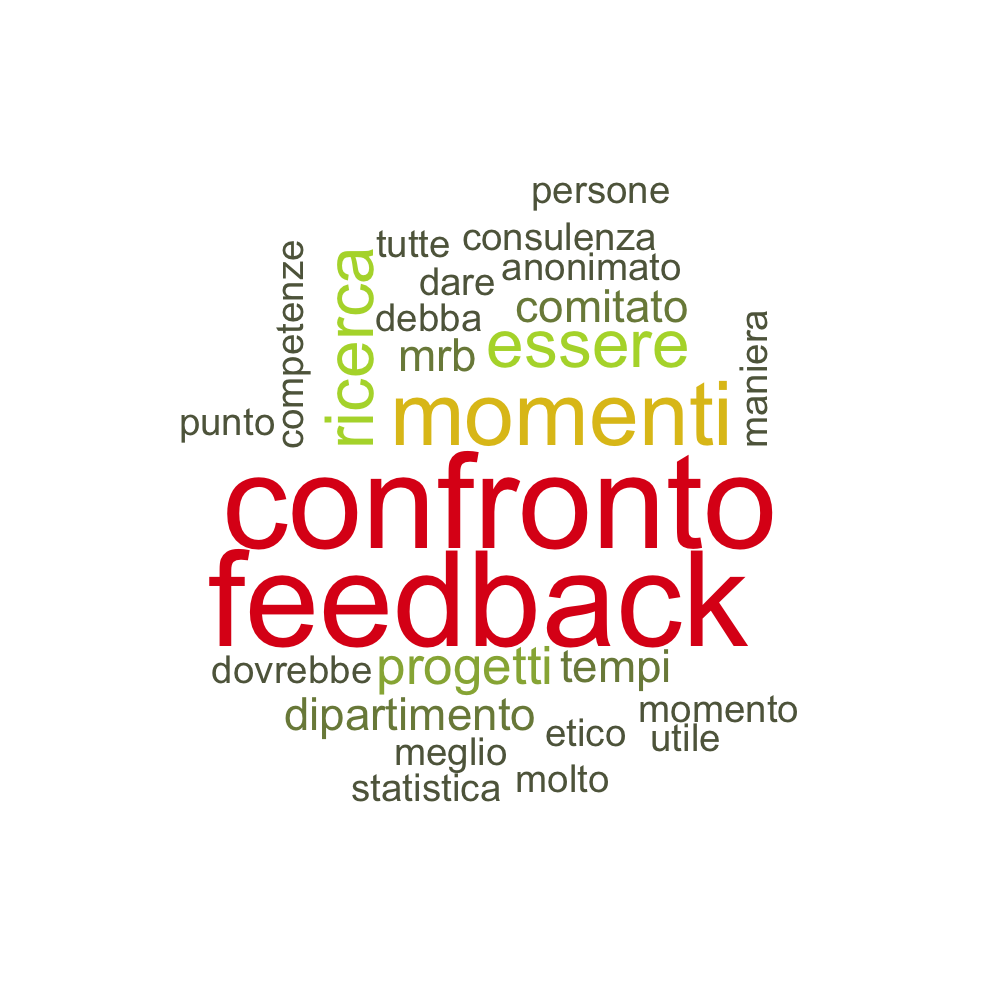 persone
tutte consulenza
dare anonimato
competenze
ricerca
debba comitato
mrb essere
maniera
punto
momenti
confronto
feedback
dovrebbe progetti tempi
dipartimento etico momento
meglio utile
statistica molto